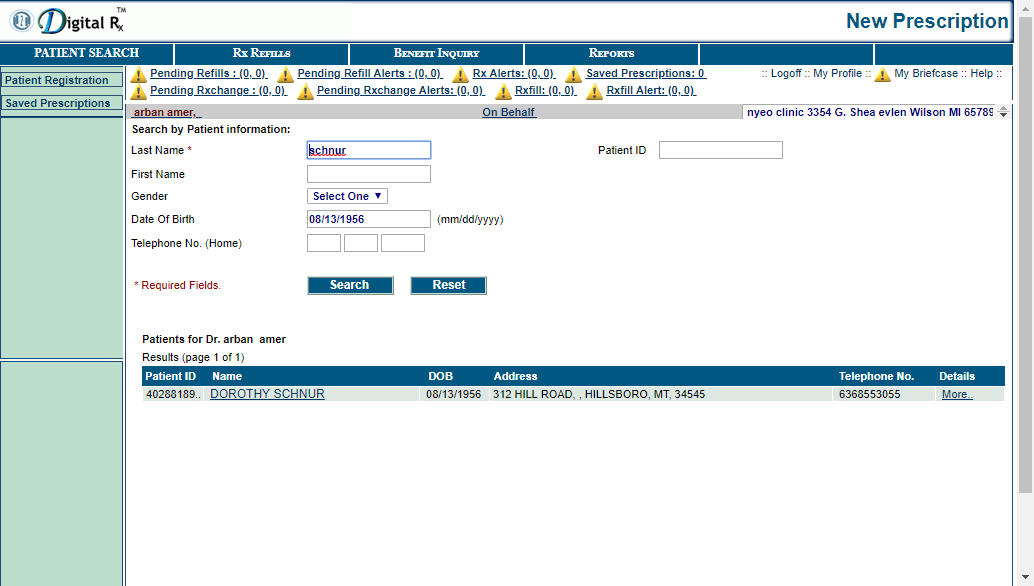 Digital Rx TM
New Prescription
PATIENT SEARCH RX REFILLS BENEFIT INQUIRY REPORTS
Patient Registration
Saved Prescriptions
Pending Refills : (0, 0) Pending Refill Alerts : (0, 0) Rx Alerts: (0, 0) Saved Prescriptions: 0 :: Logoff :: My Profile :: My Briefcase :: Help ::
Pending Rxchange : (0, 0) Pending Rxchange Alerts: (0, 0) Rxfill: (0, 0) Rxfill Alert: (0, 0)
arban amer, On Behalf nyeo clinic 3354 G. Shea evlen Wilson MI 65789
Search by Patient information:
Last Name * schnur Patient ID
First Name
Gender Select One ▼
Date Of Birth 08/13/1956 (mm/dd/yyyy)
Telephone No. (Home)
* Required Fields. Search Reset
Patients for Dr. arban amer
Results (page 1 of 1)
Patient ID Name DOB Address Telephone No. Details
40288189.. DOROTHY SCHNUR 08/13/1956 312 HILL ROAD, , HILLSBORO, MT, 34545 6368553055 More..